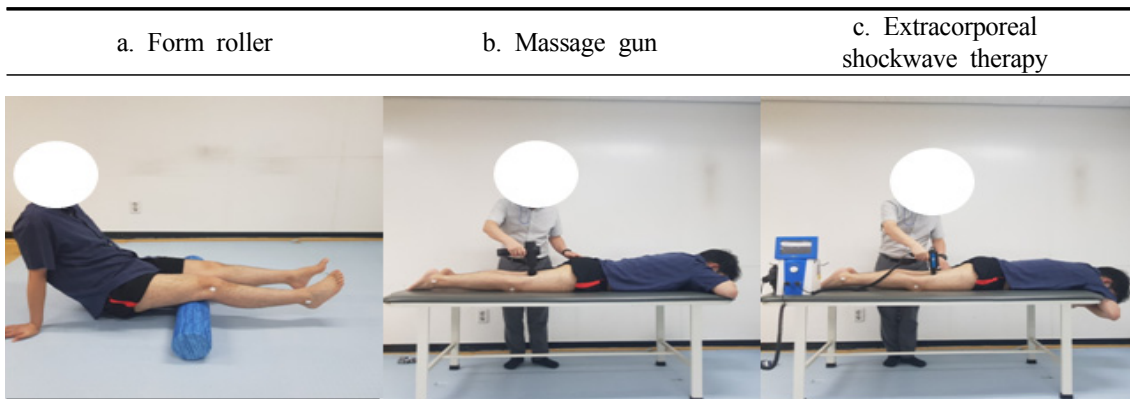 a. Form roller
b. Massage gun
c. Extracorporeal
shockwave therapy